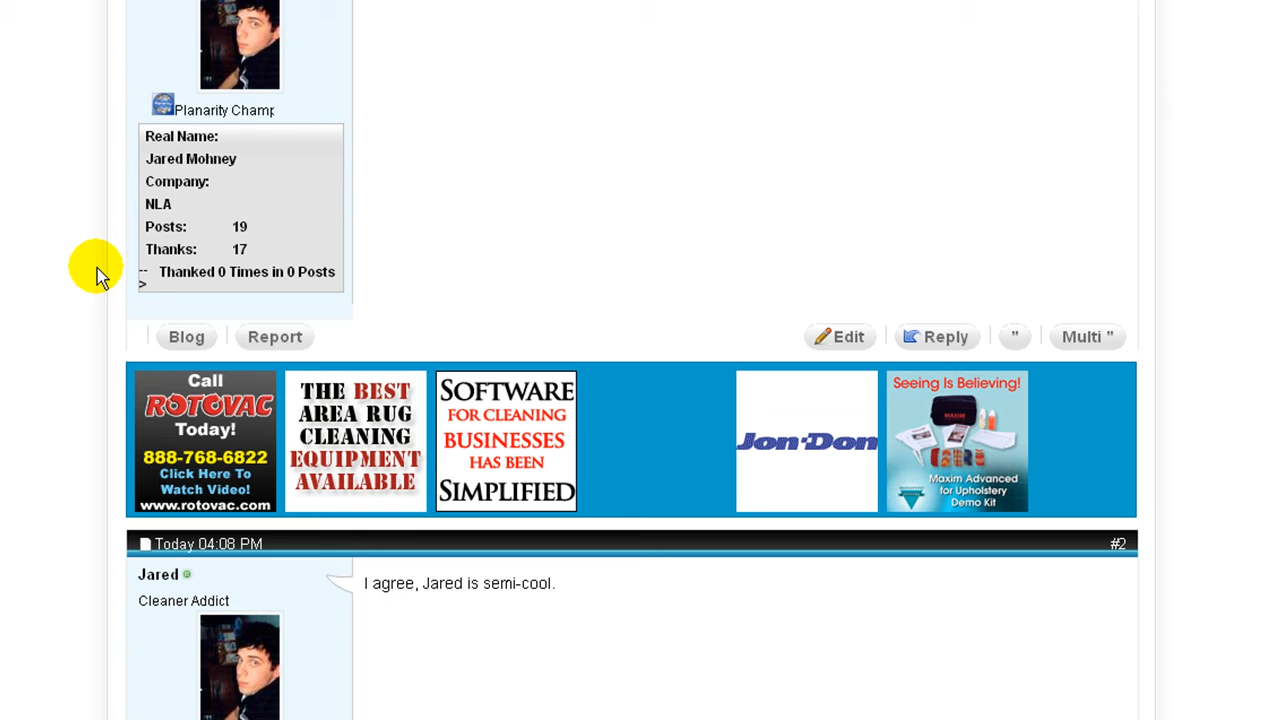 Planarity Champ
Real Name:
Jared Mohney
Company:
NLA
Posts: 19
Thanks: 17
-- Thanked 0 Times in 0 Posts
>
Blog
Report
Edit
Reply
"
Multi "
Call
ROTOVAC
Today!
888-768-6822
Click Here To
Watch Video!
www.rotovac.com
THE BEST
AREA RUG
CLEANING
EQUIPMENT
AVAILABLE
SOFTWARE
FOR CLEANING
BUSINESSES
HAS BEEN
SIMPLIFIED
Jon-Don
Seeing Is Believing!
MAXIM
Maxim Advanced
for Upholstery
Demo Kit
Today 04:08 PM #2
Jared
Cleaner Addict
I agree, Jared is semi-cool.